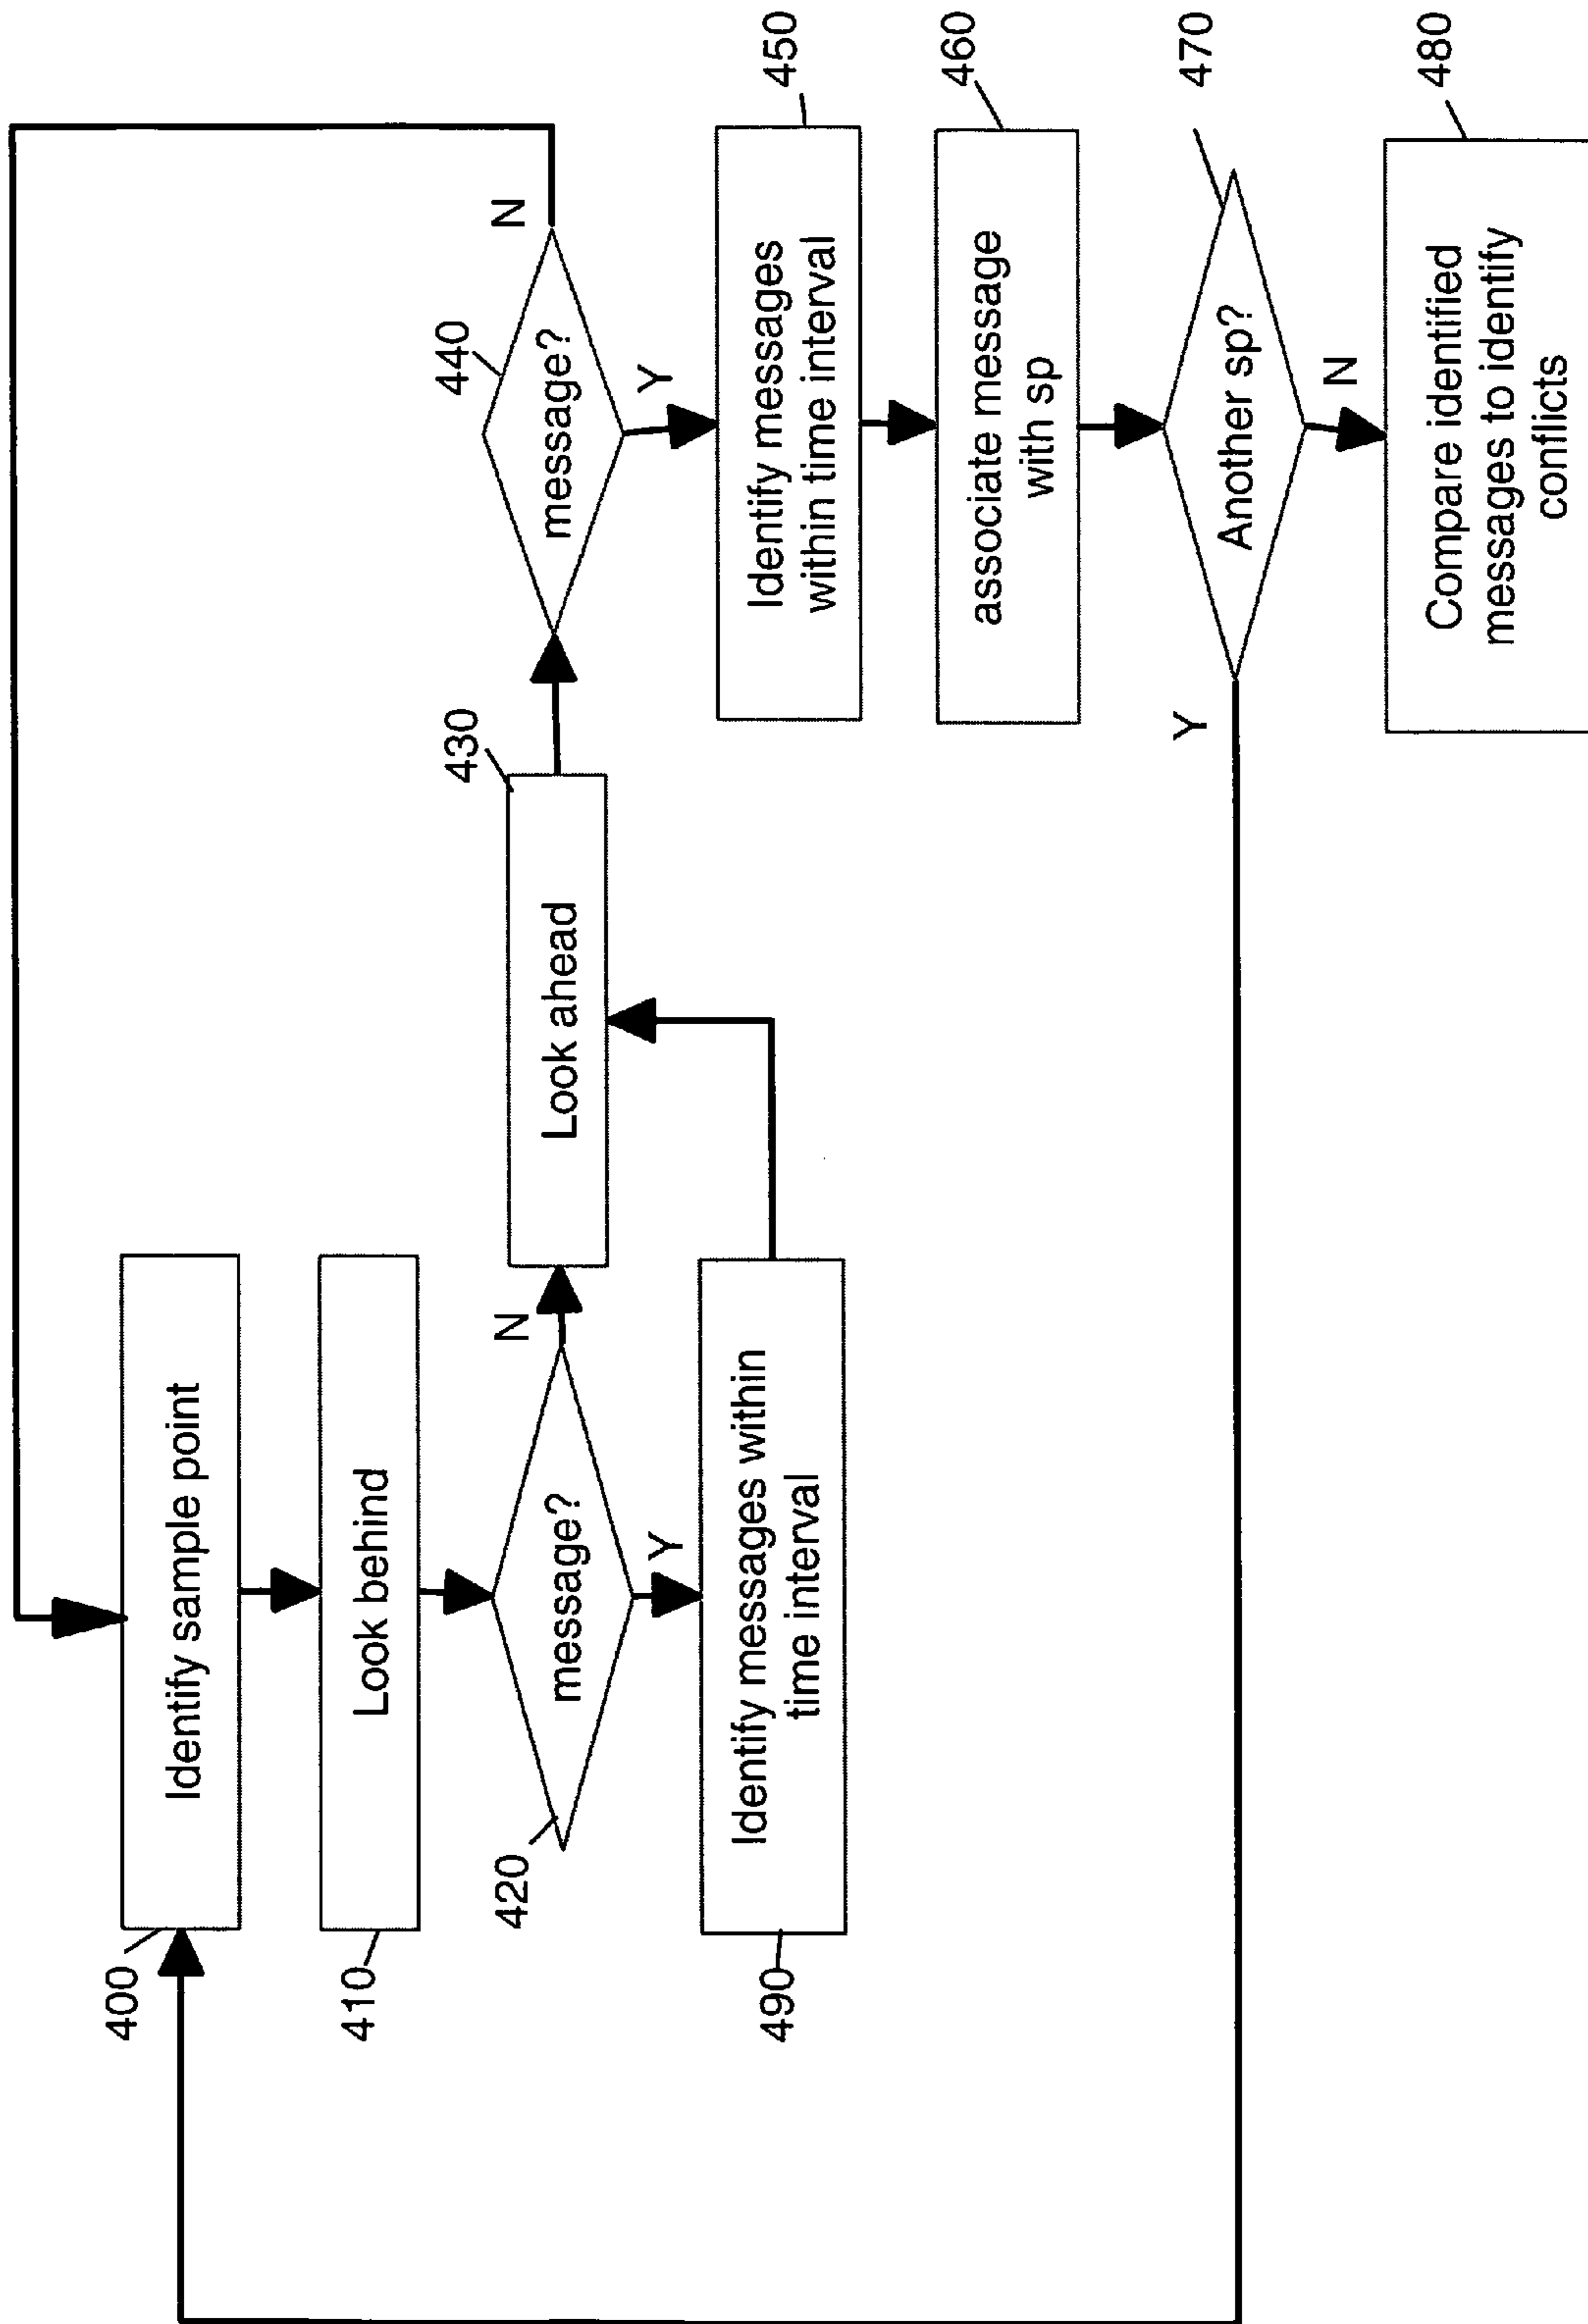 400
Identify sample point
410
Look behind
420
message?
N
Y
490
Identify messages within
time interval
430
Look ahead
440
message?
N
Y
450
Identify messages
within time interval
460
associate message
with sp
470
Another sp?
Y
N
480
Compare identified
messages to identify
conflicts